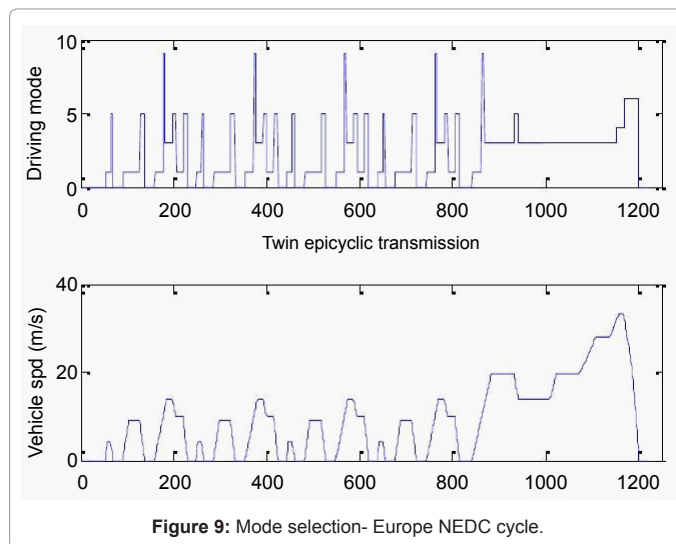 10
5
0
Driving mode
0 200 400 600 800 1000 1200
Twin epicyclic transmission
40
20
0
Vehicle spd (m/s)
0 200 400 600 800 1000 1200
Figure 9: Mode selection- Europe NEDC cycle.